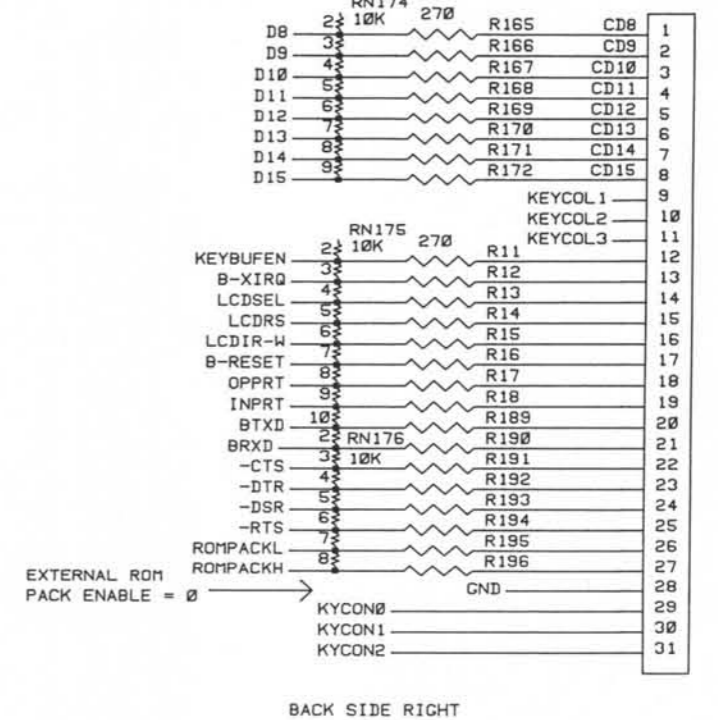 RN174
2 10K 270
D8 R165 CD8 1
3
D9 R166 CD9 2
4
D10 R167 CD10 3
5
D11 R168 CD11 4
6
D12 R169 CD12 5
7
D13 R170 CD13 6
8
D14 R171 CD14 7
9
D15 R172 CD15 8
KEYCOL1 9
KEYCOL2 10
RN175
KEYCOL3 11
2 10K 270
KEYBUFEN R11 12
3
B-XIRQ R12 13
4
LCDSEL R13 14
5
LCDRS R14 15
6
LCDIR-W R15 16
7
B-RESET R16 17
8
OPPRT R17 18
9
INPRT R18 19
10
BTXD R189 20
2 RN176
BRXD R190 21
3 10K
-CTS R191 22
4
-DTR R192 23
5
-DSR R193 24
6
-RTS R194 25
7
ROMPACKL R195 26
8
ROMPACKH R196 27
EXTERNAL ROM
PACK ENABLE = 0
GND 28
KYCON0 29
KYCON1 30
KYCON2 31
BACK SIDE RIGHT